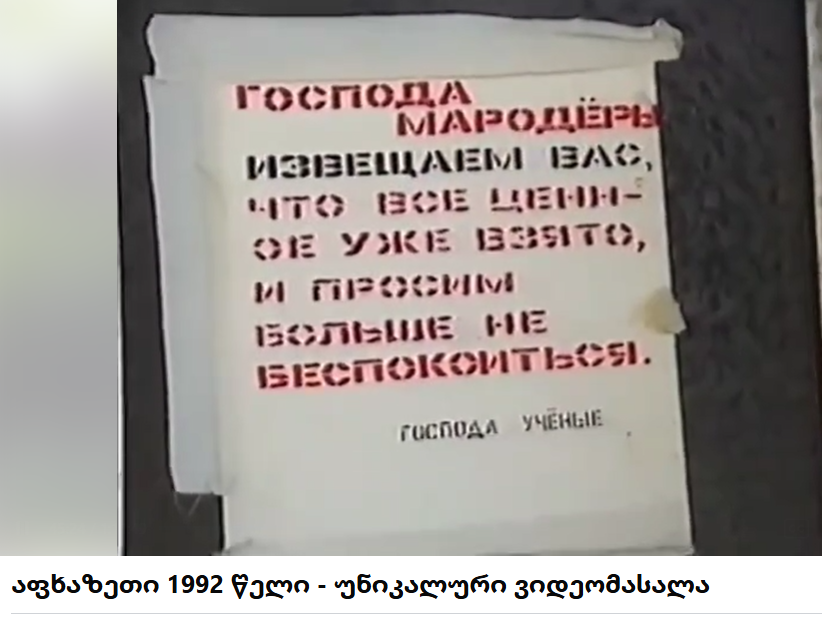 ГОСПОДА
МАРОДЁРЫ
ИЗВЕЩАЕМ ВАС,
ЧТО ВСЕ ЦЕНН-
ОЕ УЖЕ ВЗЯТО,
И ПРОСИМ
БОЛЬШЕ НЕ
БЕСПОКОИТЬСЯ.
ГОСПОДА УЧЁНЫЕ
აფხაზეთი 1992 წელი - უნიკალური ვიდეომასალა